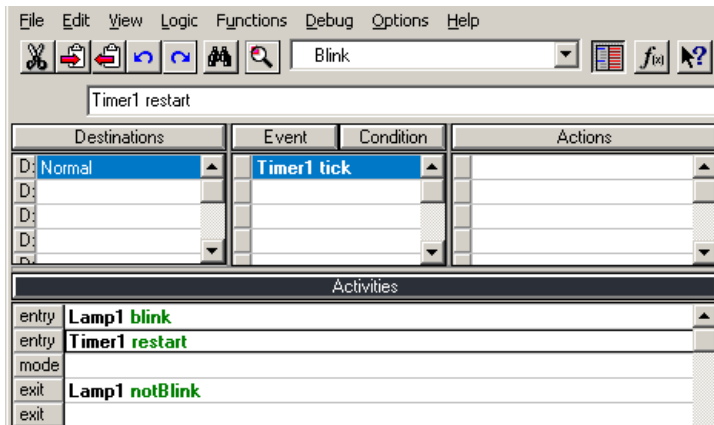 File Edit View Logic Functions Debug Options Help
Blink
f(x) ?
Timer1 restart
Destinations Event Condition Actions
D: Normal Timer1 tick
D:
D:
D:
D:
Activities
entry Lamp1 blink
entry Timer1 restart
mode
exit Lamp1 notBlink
exit